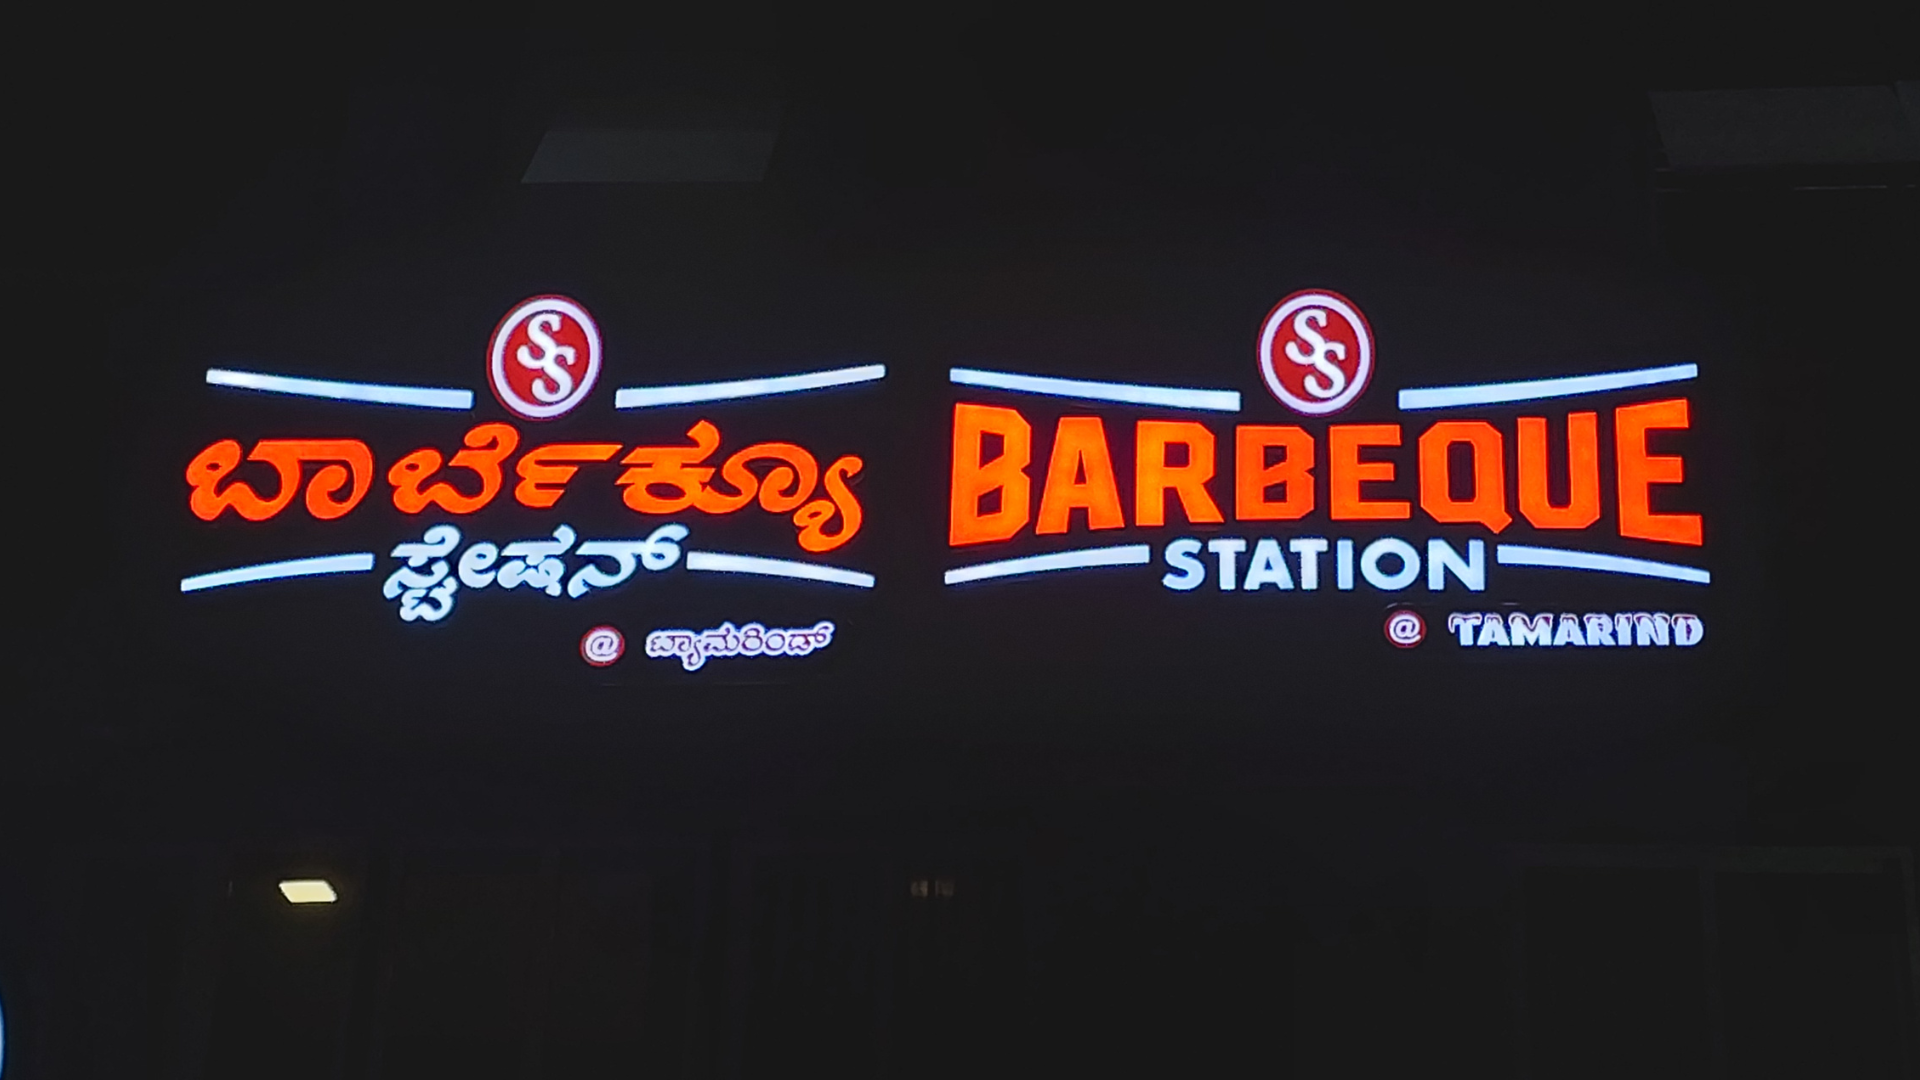 SS
ಬಾರ್ಬೆಕ್ಯೂ
ಸ್ಟೇಷನ್
@ ಟ್ಯಾಮರಿಂಡ್
SS
BARBEQUE
STATION
@ TAMARIND